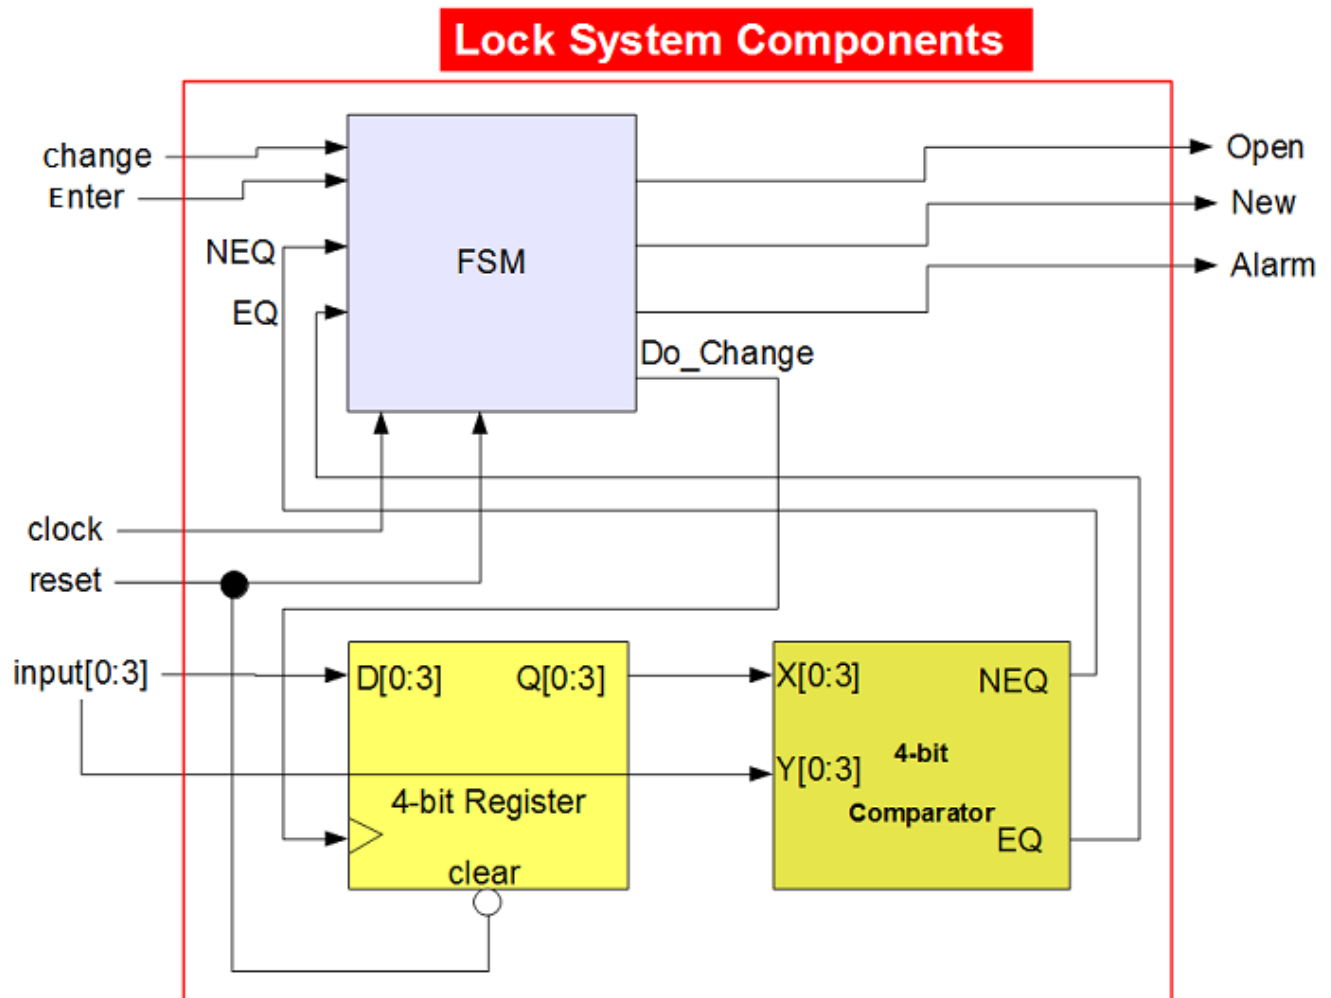 Lock System Components
change
Enter
NEQ
EQ
FSM
Open
New
Alarm
Do_Change
clock
reset
input[0:3]
D[0:3] Q[0:3]
4-bit Register
clear
X[0:3] NEQ
Y[0:3] 4-bit
Comparator
EQ